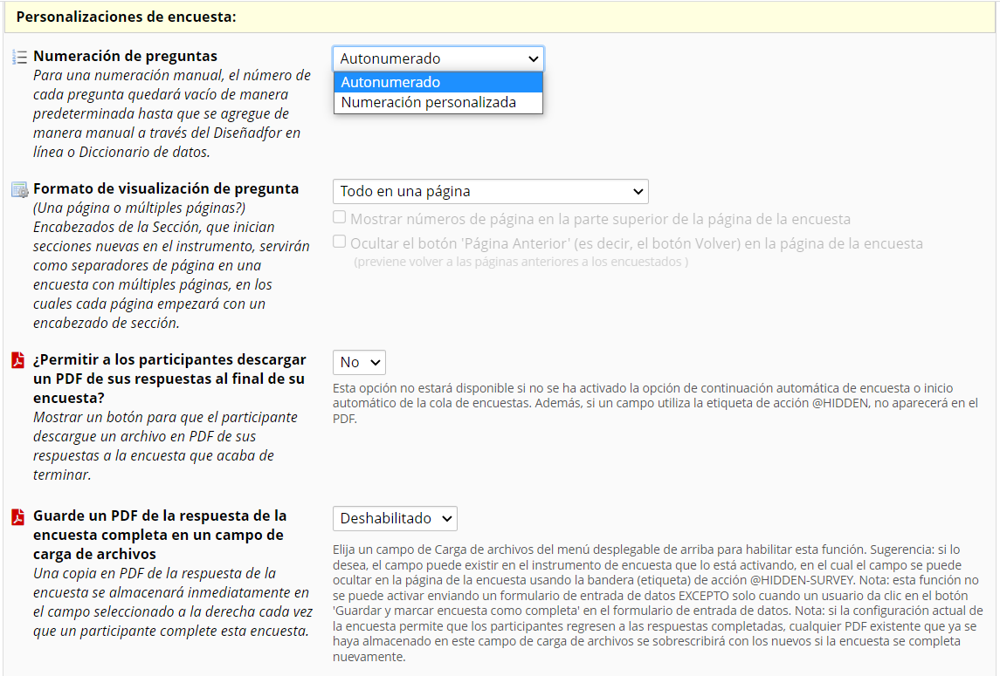 Personalizaciones de encuesta:
Numeración de preguntas
Para una numeración manual, el número de
cada pregunta quedará vacío de manera
predeterminada hasta que se agregue de
manera manual a través del Diseñadfor en
línea o Diccionario de datos.
Autonumerado
Autonumerado
Numeración personalizada
Formato de visualización de pregunta
(Una página o múltiples páginas?)
Encabezados de la Sección, que inician
secciones nuevas en el instrumento, servirán
como separadores de página en una
encuesta con múltiples páginas, en los
cuales cada página empezará con un
encabezado de sección.
Todo en una página
Mostrar números de página en la parte superior de la página de la encuesta
Ocultar el botón 'Página Anterior' (es decir, el botón Volver) en la página de la encuesta
(previene volver a las páginas anteriores a los encuestados )
¿Permitir a los participantes descargar
un PDF de sus respuestas al final de su
encuesta?
Mostrar un botón para que el participante
descargue un archivo en PDF de sus
respuestas a la encuesta que acaba de
terminar.
No
Esta opción no estará disponible si no se ha activado la opción de continuación automática de encuesta o inicio
automático de la cola de encuestas. Además, si un campo utiliza la etiqueta de acción @HIDDEN, no aparecerá en el
PDF.
Guarde un PDF de la respuesta de la
encuesta completa en un campo de
carga de archivos
Una copia en PDF de la respuesta de la
encuesta se almacenará inmediatamente en
el campo seleccionado a la derecha cada vez
que un participante complete esta encuesta.
Deshabilitado
Elija un campo de Carga de archivos del menú desplegable de arriba para habilitar esta función. Sugerencia: si lo
desea, el campo puede existir en el instrumento de encuesta que lo está activando, en el cual el campo se puede
ocultar en la página de la encuesta usando la bandera (etiqueta) de acción @HIDDEN-SURVEY. Nota: esta función no
se puede activar enviando un formulario de entrada de datos EXCEPTO solo cuando un usuario da clic en el botón
'Guardar y marcar encuesta como completa' en el formulario de entrada de datos. Nota: si la configuración actual de
la encuesta permite que los participantes regresen a las respuestas completadas, cualquier PDF existente que ya se
haya almacenado en este campo de carga de archivos se sobrescribirá con los nuevos si la encuesta se completa
nuevamente.